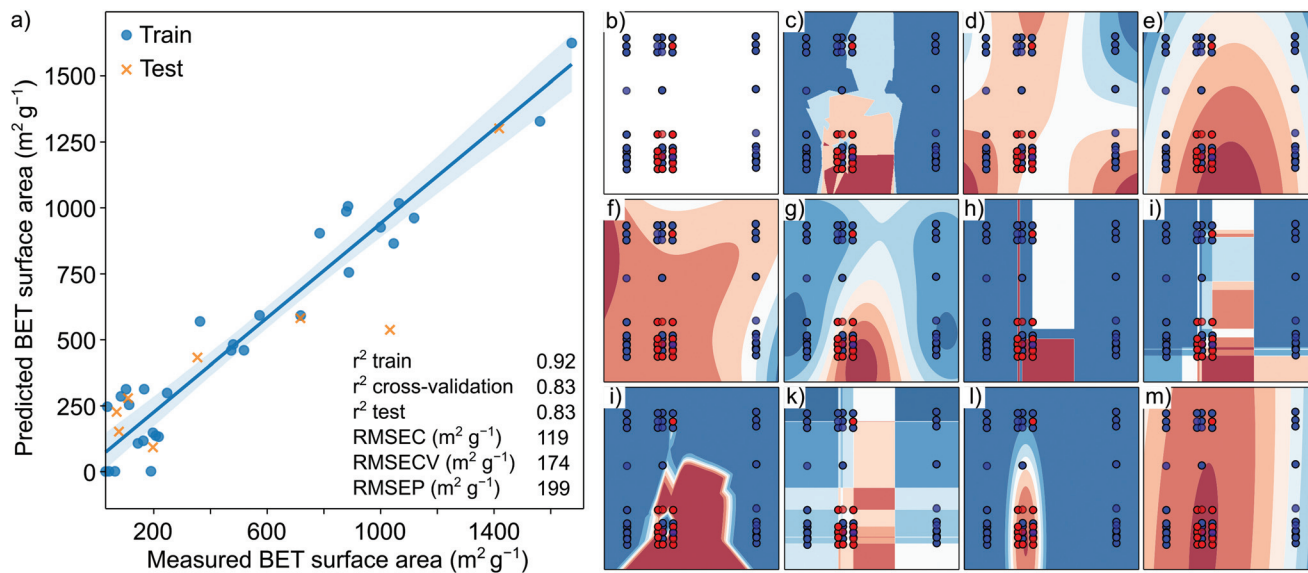 a)
Train
Test
Predicted BET surface area (m² g⁻¹)
1500
1250
1000
750
500
250
0
r² train 0.92
r² cross-validation 0.83
r² test 0.83
RMSEC (m² g⁻¹) 119
RMSECV (m² g⁻¹) 174
RMSEP (m² g⁻¹) 199
200 600 1000 1400
Measured BET surface area (m² g⁻¹)
b) c) d) e)
f) g) h) i)
i) k) l) m)